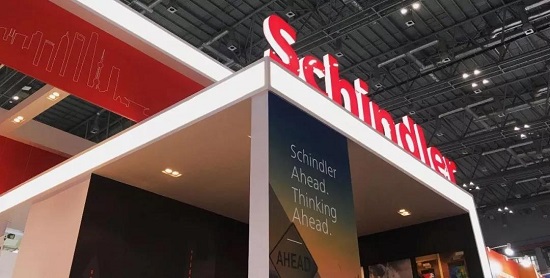 Schindler
Schindler
Ahead.
Thinking
Ahead.
AHEAD